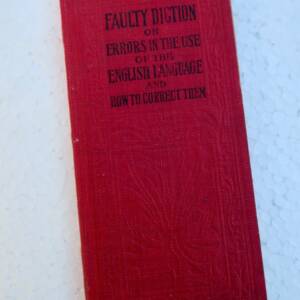 FAULTY DICTION
OR
ERRORS IN THE USE
OF THE
ENGLISH LANGUAGE
AND
HOW TO CORRECT THEM